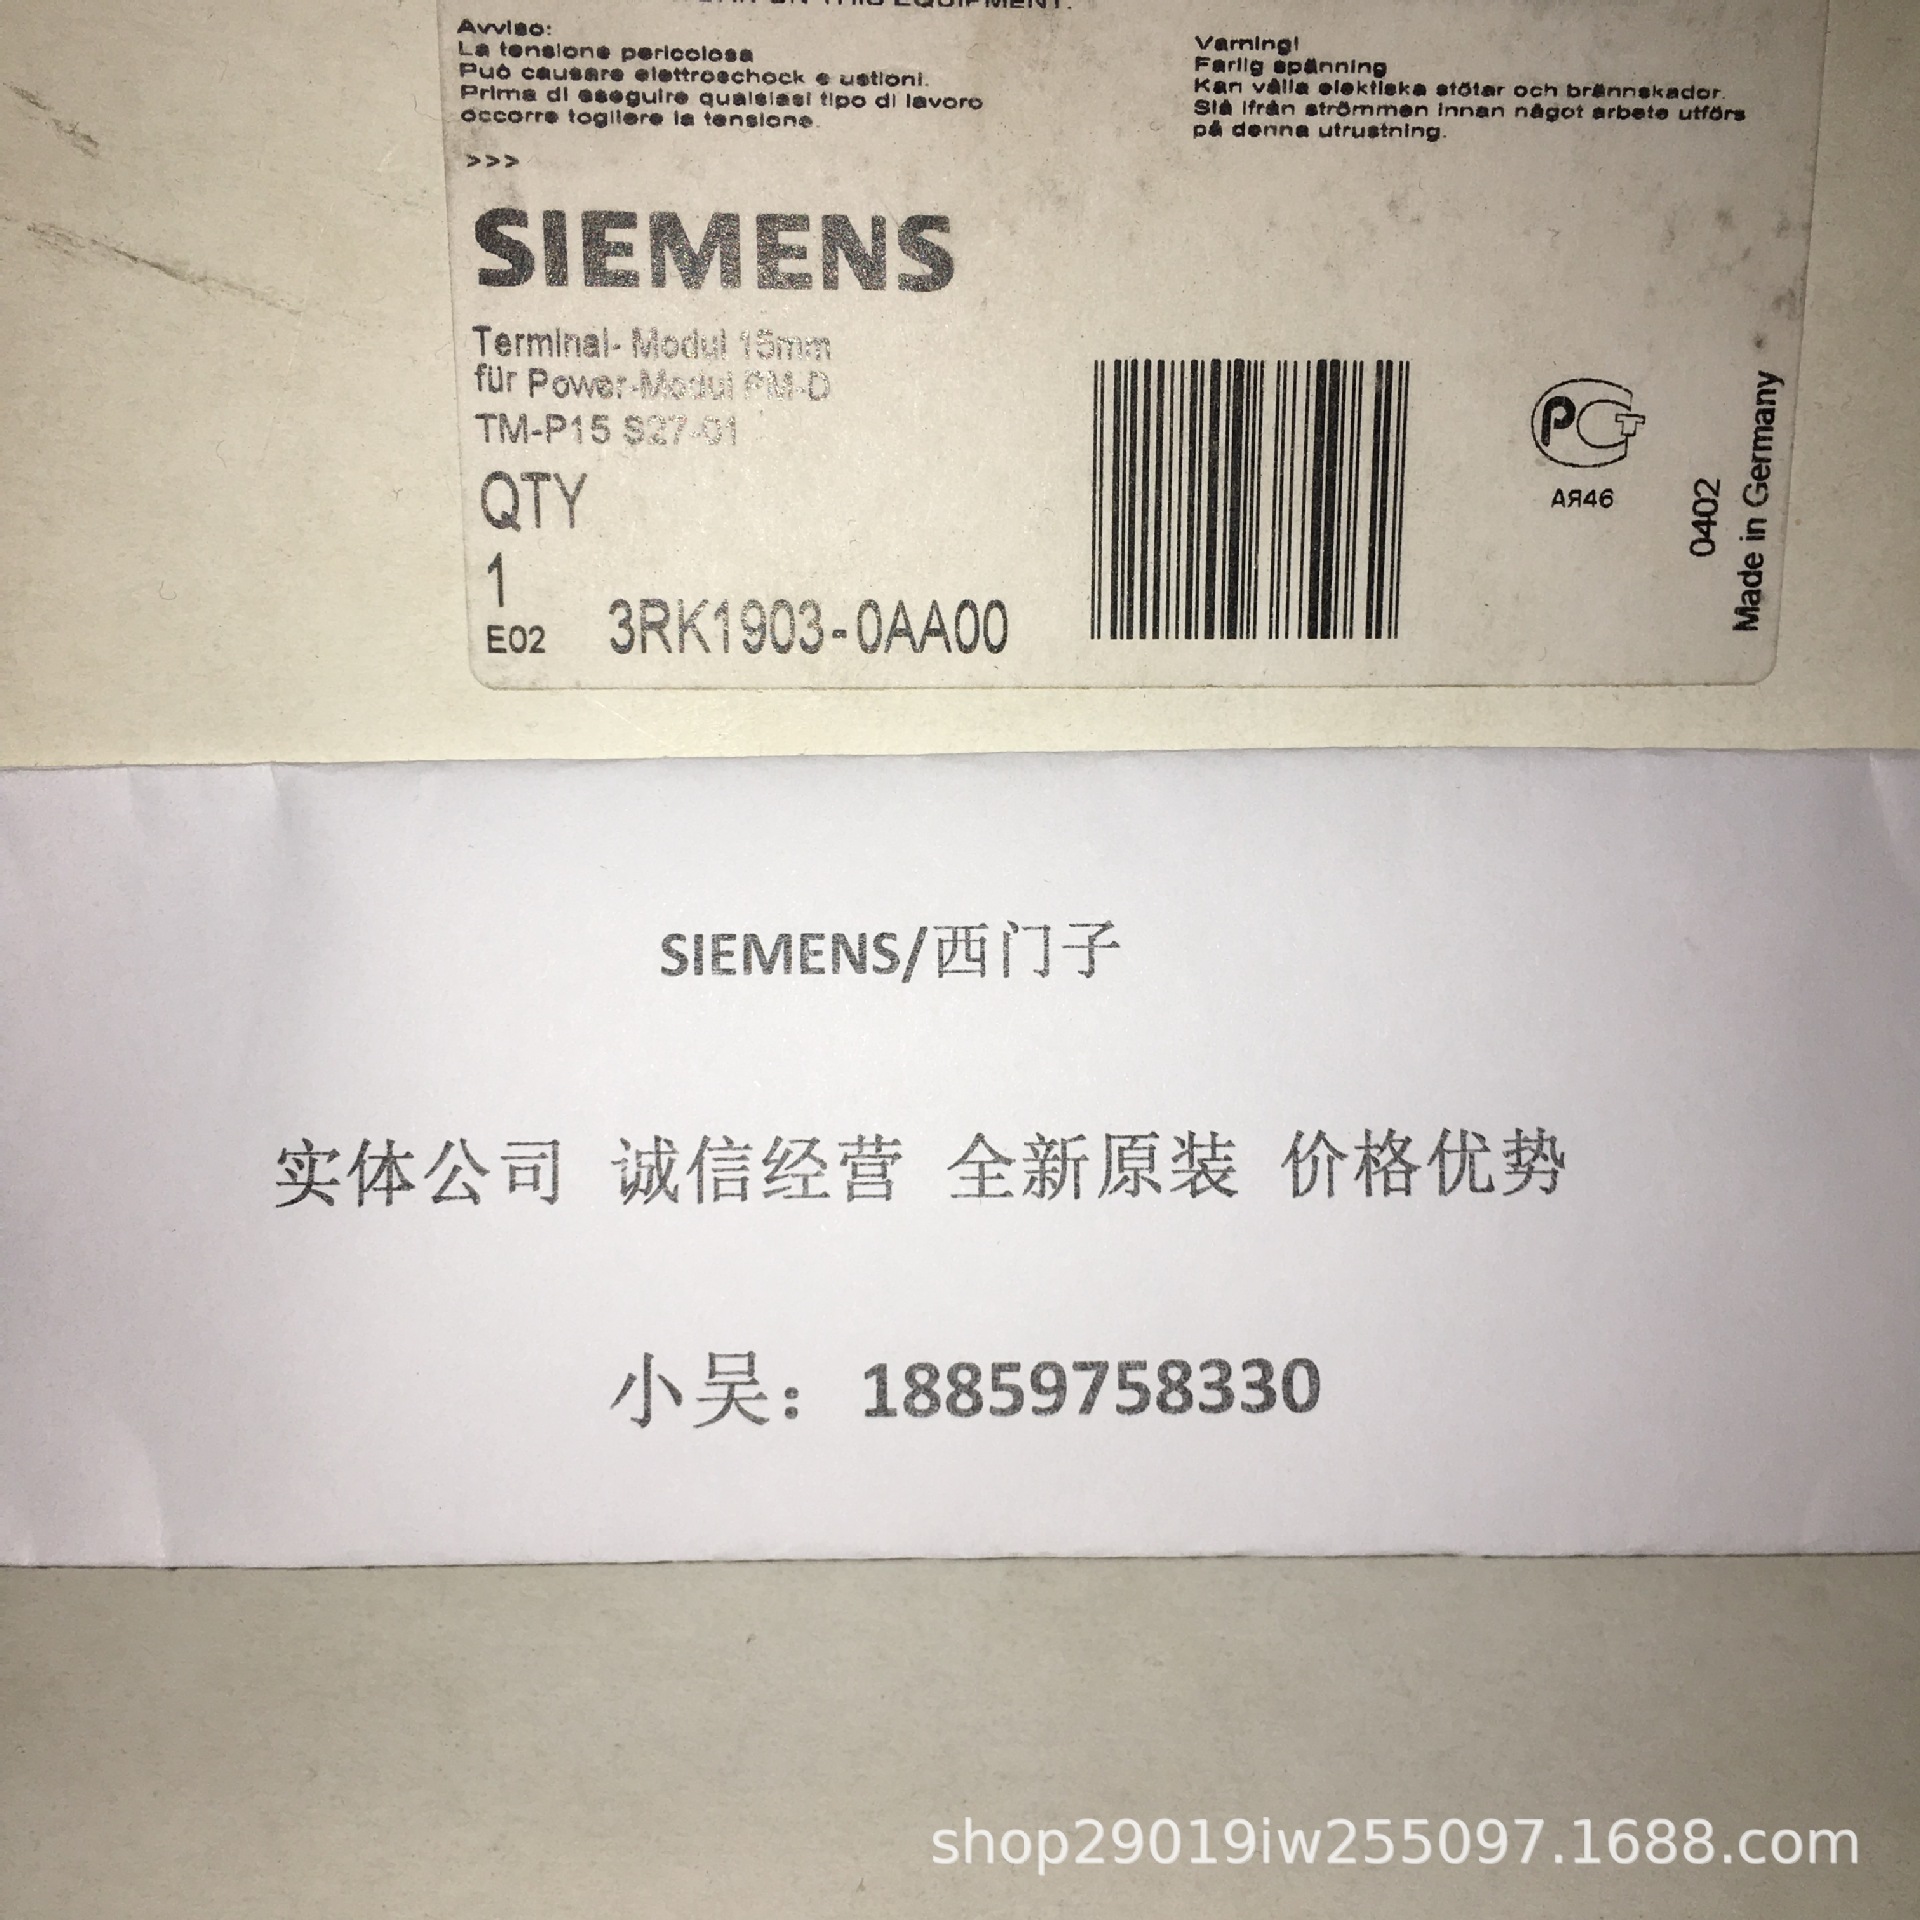 EQUIPMENT.
Avviso:
La tensione pericolosa
Può causare elettroschock e ustioni.
Prima di eseguire qualsiasi tipo di lavoro
occorre togliere la tensione.
>>>
Varning!
Farlig spänning
Kan vålla elektiska stötar och brännskador.
Slå ifrån strömmen innan något arbete utförs
på denna utrustning.
SIEMENS
Terminal- Modul 15mm
für Power-Modul PM-D
TM-P15 S27-01
QTY
1
E02 3RK1903-0AA00
АЯ46
0402
Made in Germany
SIEMENS/西门子
实体公司 诚信经营 全新原装 价格优势
小吴：18859758330
shop29019iw255097.1688.com